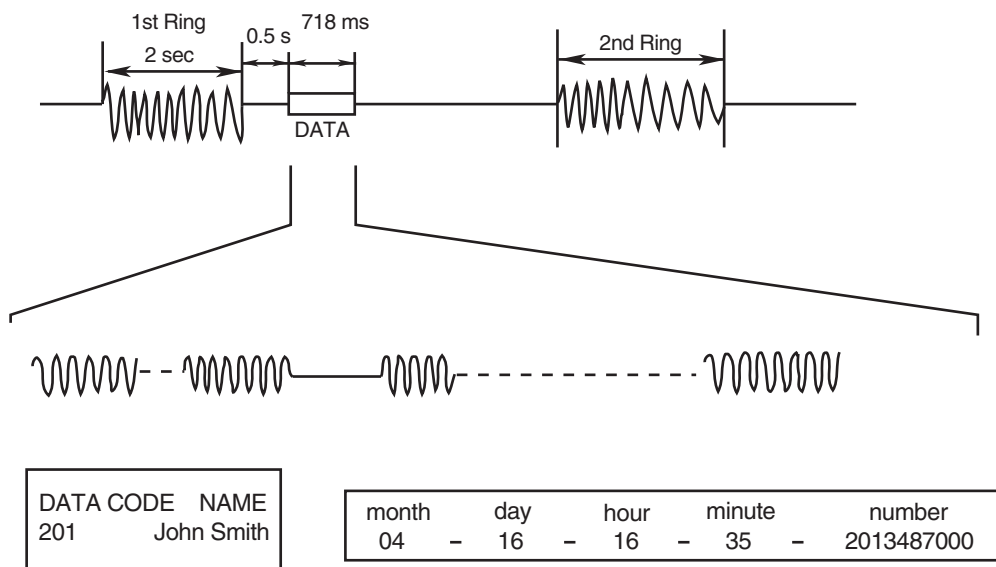 1st Ring
2 sec
0.5 s
718 ms
2nd Ring
DATA
DATA CODE NAME
201 John Smith
month day hour minute number
04 – 16 – 16 – 35 – 2013487000